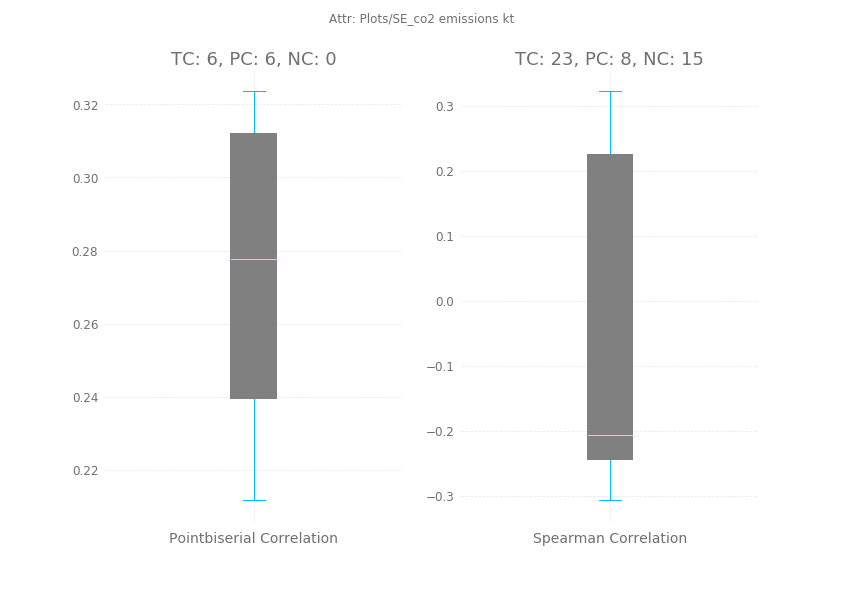 Attr: Plots/SE_co2 emissions kt
TC: 6, PC: 6, NC: 0
0.32
0.30
0.28
0.26
0.24
0.22
Pointbiserial Correlation
TC: 23, PC: 8, NC: 15
0.3
0.2
0.1
0.0
−0.1
−0.2
−0.3
Spearman Correlation